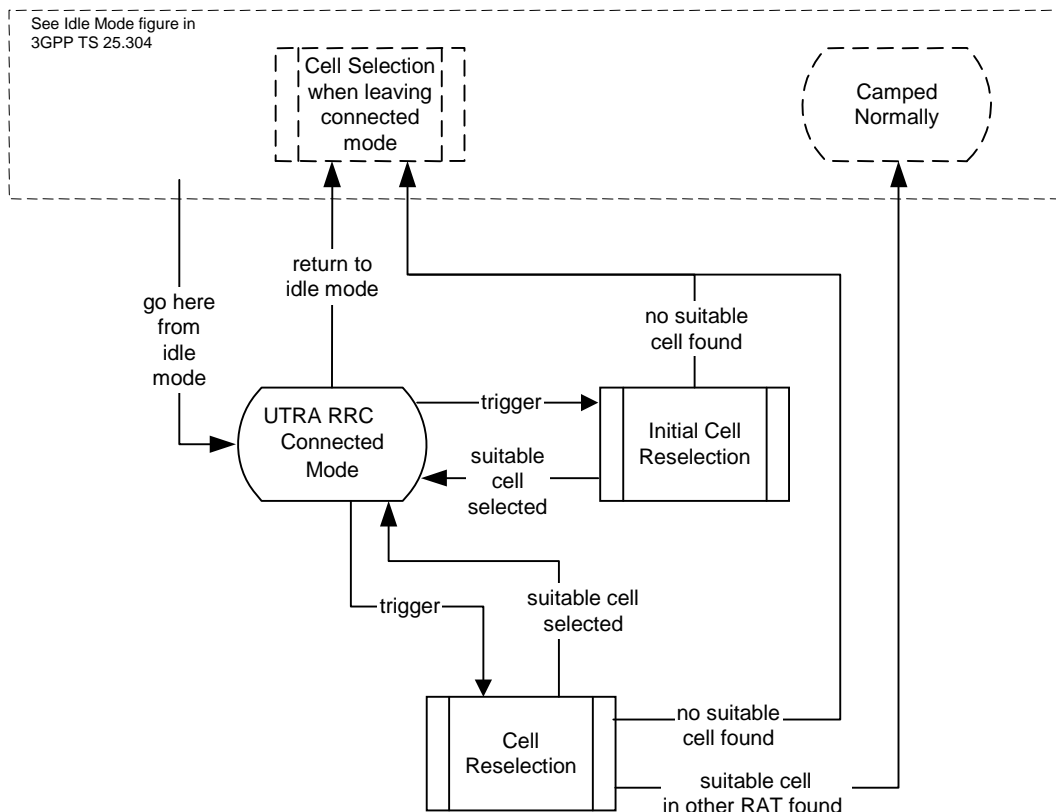 See Idle Mode figure in
3GPP TS 25.304
Cell Selection
when leaving
connected
mode
Camped
Normally
return to
idle mode
go here
from
idle
mode
no suitable
cell found
UTRA RRC
Connected
Mode
trigger
Initial Cell
Reselection
suitable
cell
selected
trigger
suitable cell
selected
Cell
Reselection
no suitable
cell found
suitable cell
in other RAT found